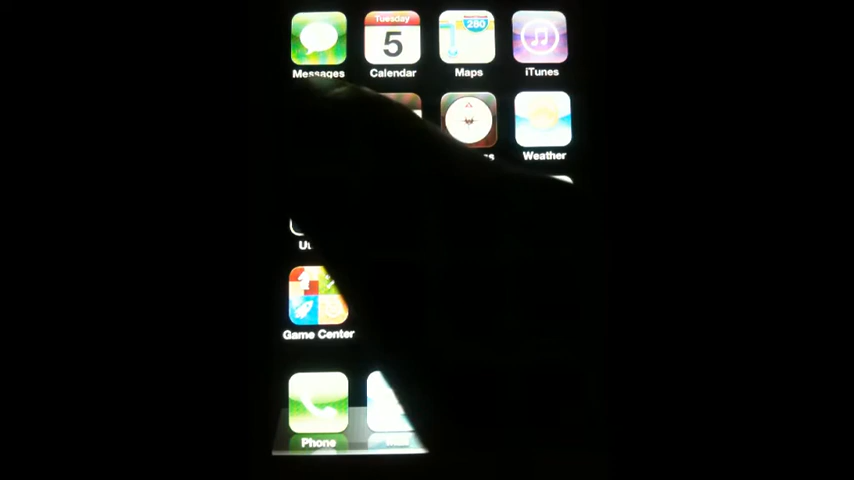 Tuesday
280
5
Messages
Calendar
Maps
iTunes
Weather
Game Center
Phone